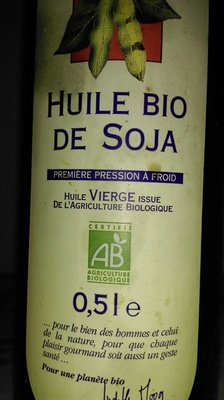 HUILE BIO
DE SOJA
PREMIÈRE PRESSION À FROID
HUILE VIERGE ISSUE
DE L'AGRICULTURE BIOLOGIQUE
CERTIFIÉ
AB
AGRICULTURE
BIOLOGIQUE
0,5 l e
... pour le bien des hommes et celui
de la nature, pour que chaque
plaisir gourmand soit aussi un geste
santé ...
Pour une planète bio